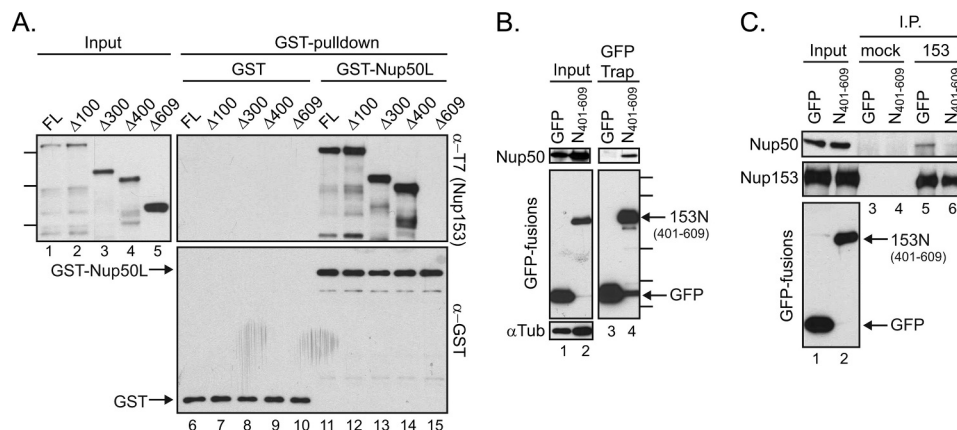 A.
Input
GST-pulldown
GST
GST-Nup50L
FL Δ100 Δ300 Δ400 Δ609
FL Δ100 Δ300 Δ400 Δ609
FL Δ100 Δ300 Δ400 Δ609
α-T7 (Nup153)
1 2 3 4 5
GST-Nup50L
α-GST
GST
6 7 8 9 10 11 12 13 14 15
B.
Input
GFP Trap
GFP N401-609
GFP N401-609
Nup50
GFP-fusions
153N
(401-609)
GFP
αTub
1 2
3 4
C.
I.P.
Input
mock
153
GFP N401-609
GFP N401-609
GFP N401-609
Nup50
Nup153
3 4 5 6
GFP-fusions
153N
(401-609)
GFP
1 2